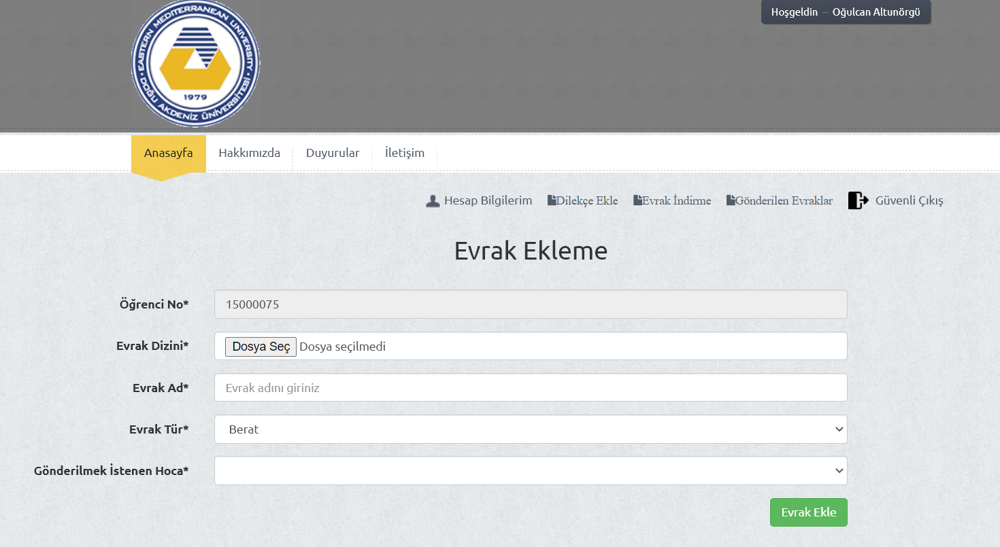 Hoşgeldin -- Oğulcan Altunörgü
EASTERN MEDITERRANEAN UNIVERSITY
1979
DOĞU AKDENİZ ÜNİVERSİTESİ
Anasayfa Hakkımızda Duyurular İletişim
Hesap Bilgilerim Dilekçe Ekle Evrak İndirme Gönderilen Evraklar Güvenli Çıkış
Evrak Ekleme
Öğrenci No* 15000075
Evrak Dizini* Dosya Seç Dosya seçilmedi
Evrak Ad* Evrak adını giriniz
Evrak Tür* Berat
Gönderilmek İstenen Hoca*
Evrak Ekle